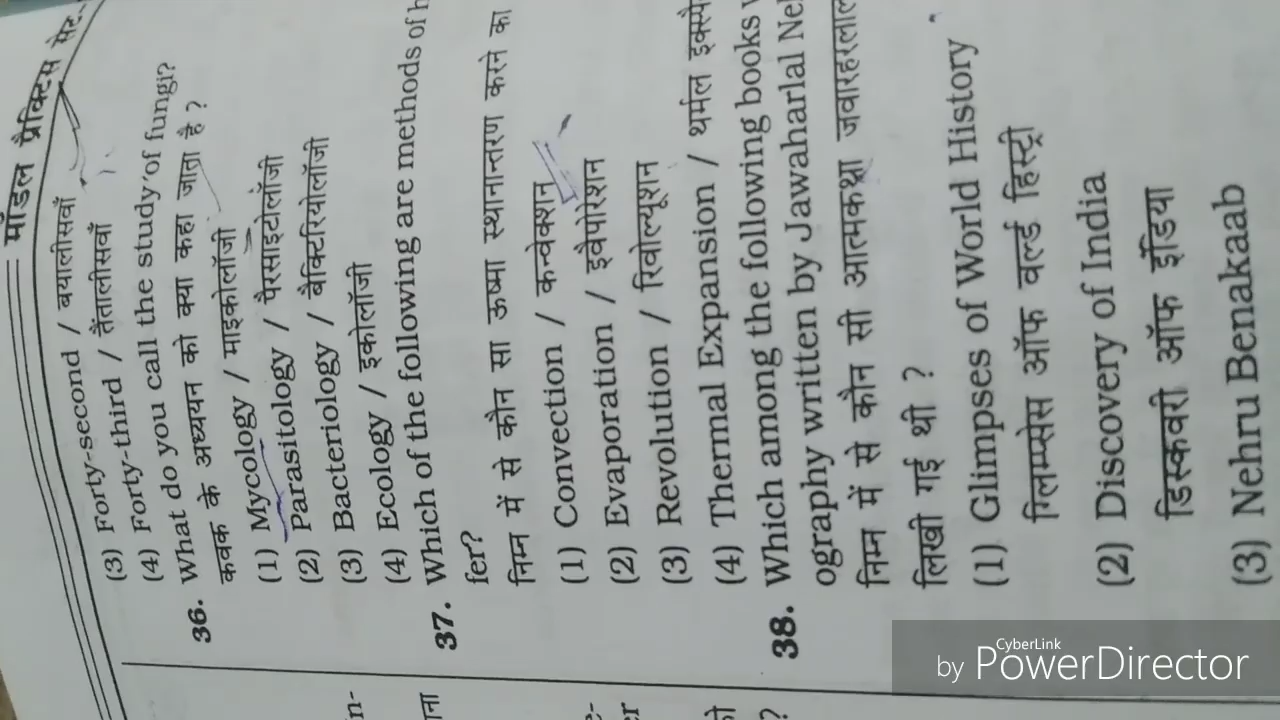 मॉडल प्रैक्टिस सेट
(3) Forty-second / बयालीसवाँ
(4) Forty-third / तैंतालीसवाँ
36. What do you call the study of fungi?
कवक के अध्ययन को क्या कहा जाता है ?
(1) Mycology / माइकोलॉजी
(2) Parasitology / पैरसाइटोलॉजी
(3) Bacteriology / बैक्टिरियोलॉजी
(4) Ecology / इकोलॉजी
37. Which of the following are methods of h
fer?
निम्न में से कौन सा ऊष्मा स्थानान्तरण करने का
(1) Convection / कन्वेक्शन
(2) Evaporation / इवैपोरेशन
(3) Revolution / रिवोल्यूशन
(4) Thermal Expansion / थर्मल इक्स्पै
38. Which among the following books
ography written by Jawaharlal Ne
निम्न में से कौन सी आत्मकथा जवारहरलाल
लिखी गई थी ?
(1) Glimpses of World History
ग्लिम्प्सेस ऑफ वर्ल्ड हिस्ट्री
(2) Discovery of India
डिस्कवरी ऑफ इंडिया
(3) Nehru Benakaab
n-
ाना
e-
er
?
by CyberLink PowerDirector